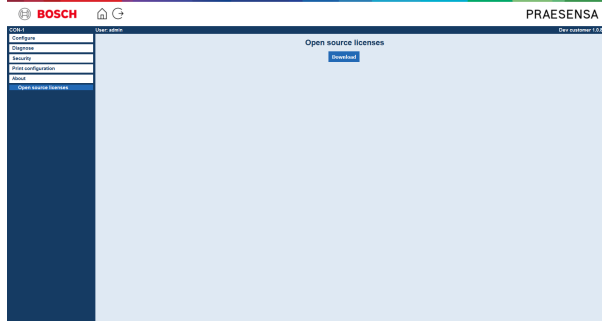 BOSCH
PRAESENSA
CON-1
User: admin
Dev customer 1.0.8
Configure
Diagnose
Security
Print configuration
About
Open source licenses
Open source licenses
Download